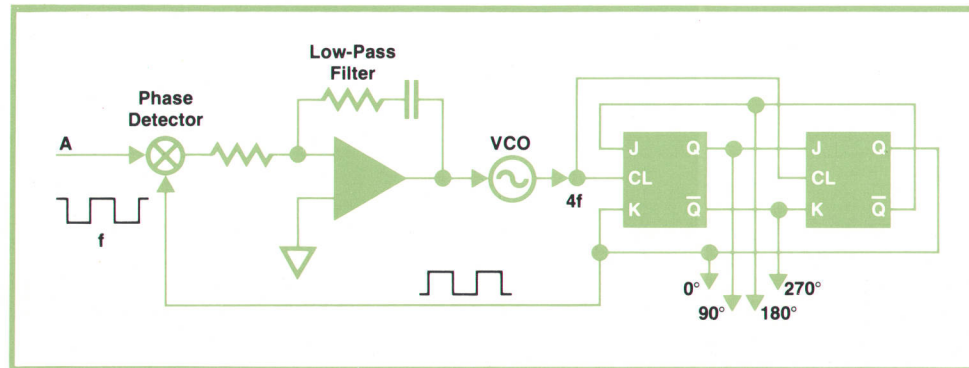 Low-Pass
Filter
Phase
Detector
A
VCO
f
4f
J Q
CL
K Q̅
J Q
CL
K Q̅
0°
90°
180°
270°